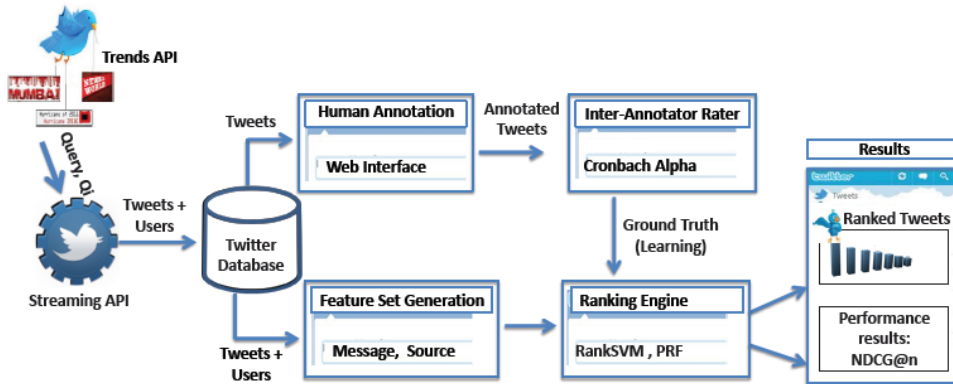 Trends API
MUMBAI
NEWS
WORLD
Query, Qi
Tweets +
Users
Streaming API
Twitter
Database
Tweets
Human Annotation
Web Interface
Annotated
Tweets
Inter-Annotator Rater
Cronbach Alpha
Ground Truth
(Learning)
Tweets +
Users
Feature Set Generation
Message, Source
Ranking Engine
RankSVM , PRF
Results
twitter
Tweets
Ranked Tweets
Performance
results:
NDCG@n